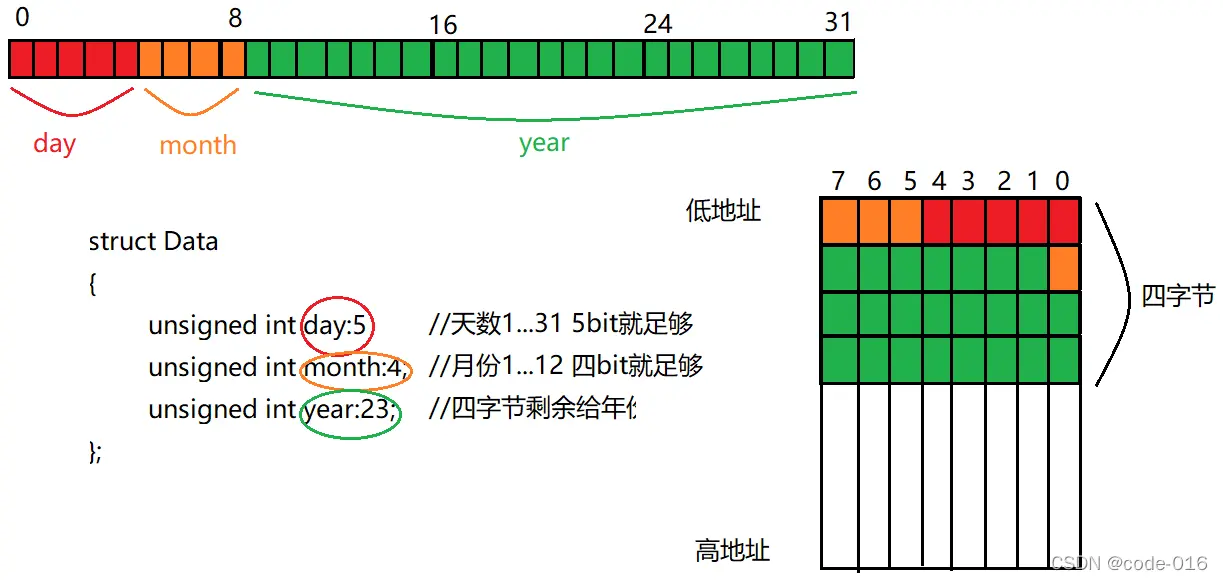 0 8 16 24 31
day month year
7 6 5 4 3 2 1 0
低地址
四字节
struct Data
{
unsigned int day:5 //天数1...31 5bit就足够
unsigned int month:4, //月份1...12 四bit就足够
unsigned int year:23; //四字节剩余给年
};
高地址
CSDN @code-016